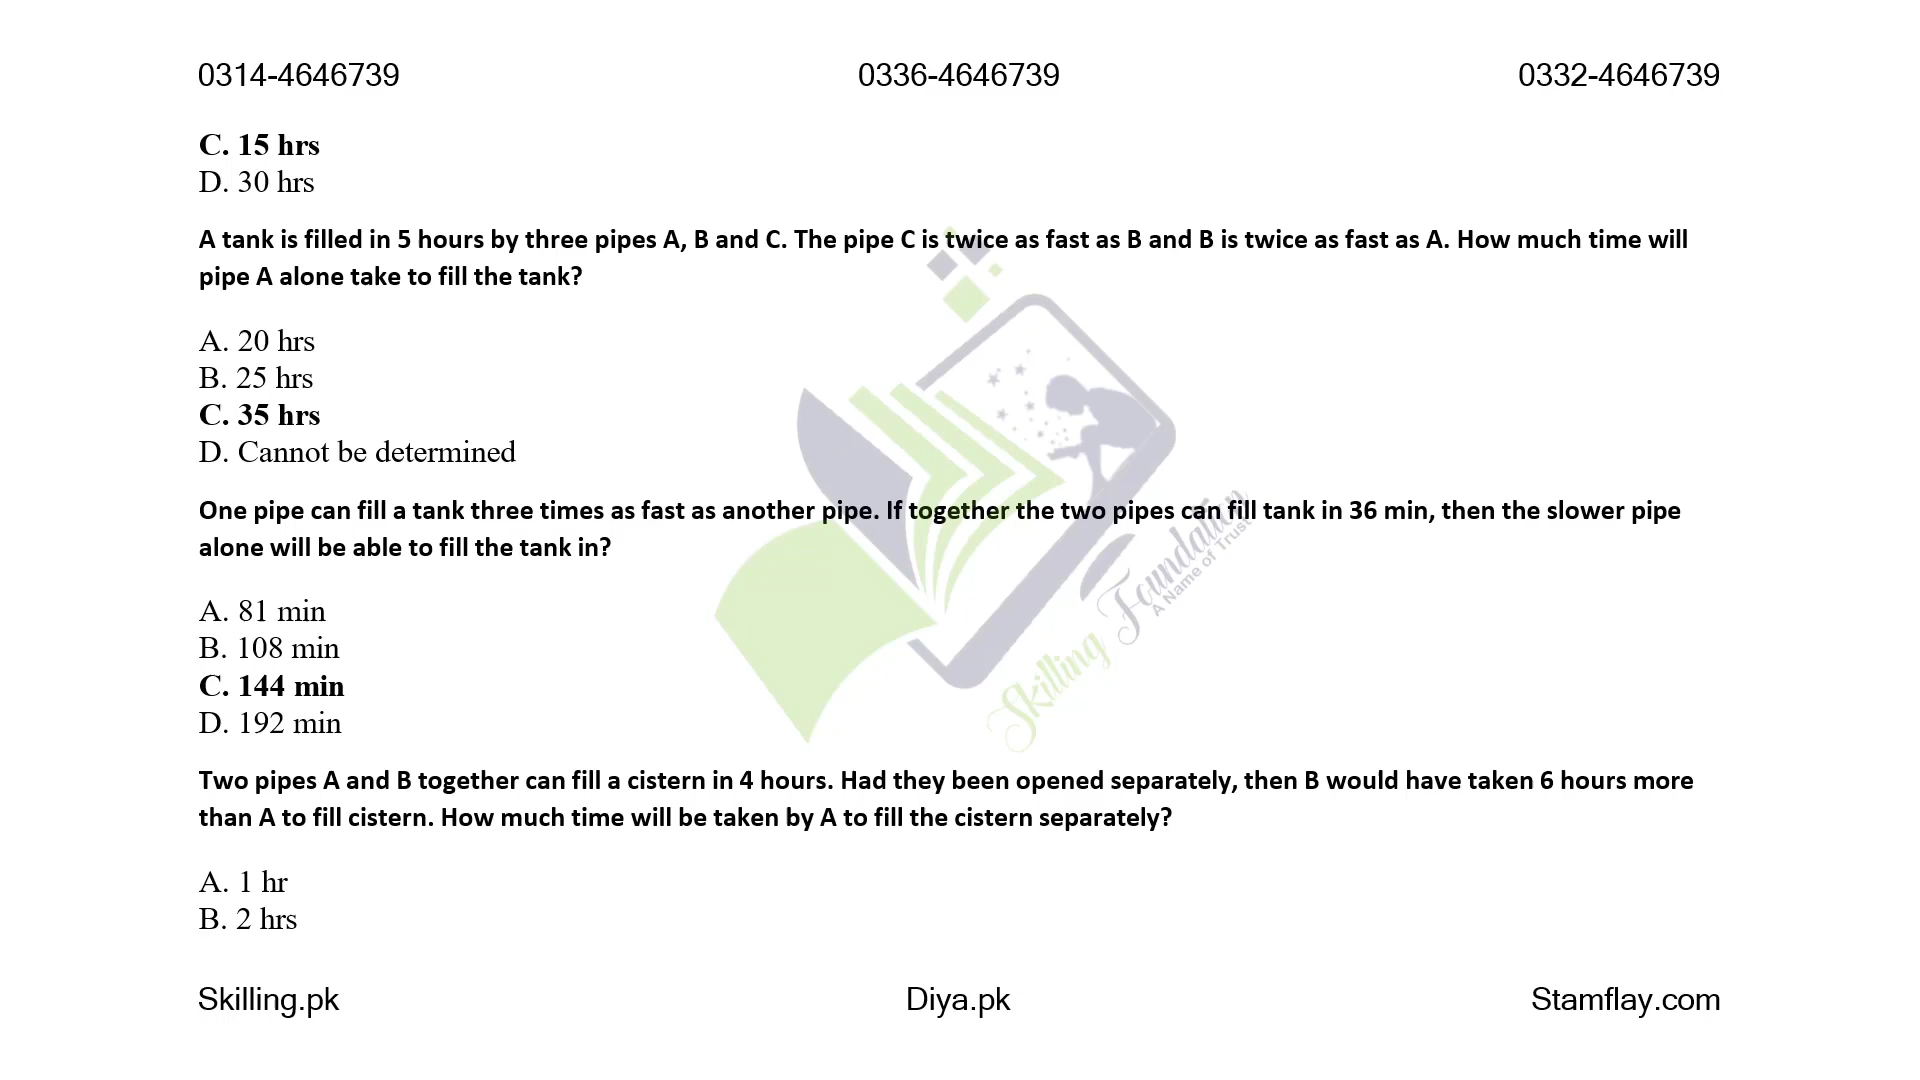 0314-4646739 0336-4646739 0332-4646739
C. 15 hrs
D. 30 hrs
A tank is filled in 5 hours by three pipes A, B and C. The pipe C is twice as fast as B and B is twice as fast as A. How much time will
pipe A alone take to fill the tank?
A. 20 hrs
B. 25 hrs
C. 35 hrs
D. Cannot be determined
One pipe can fill a tank three times as fast as another pipe. If together the two pipes can fill tank in 36 min, then the slower pipe
alone will be able to fill the tank in?
A. 81 min
B. 108 min
C. 144 min
D. 192 min
Two pipes A and B together can fill a cistern in 4 hours. Had they been opened separately, then B would have taken 6 hours more
than A to fill cistern. How much time will be taken by A to fill the cistern separately?
A. 1 hr
B. 2 hrs
Skilling Foundation
A Name of Trust
Skilling.pk Diya.pk Stamflay.com